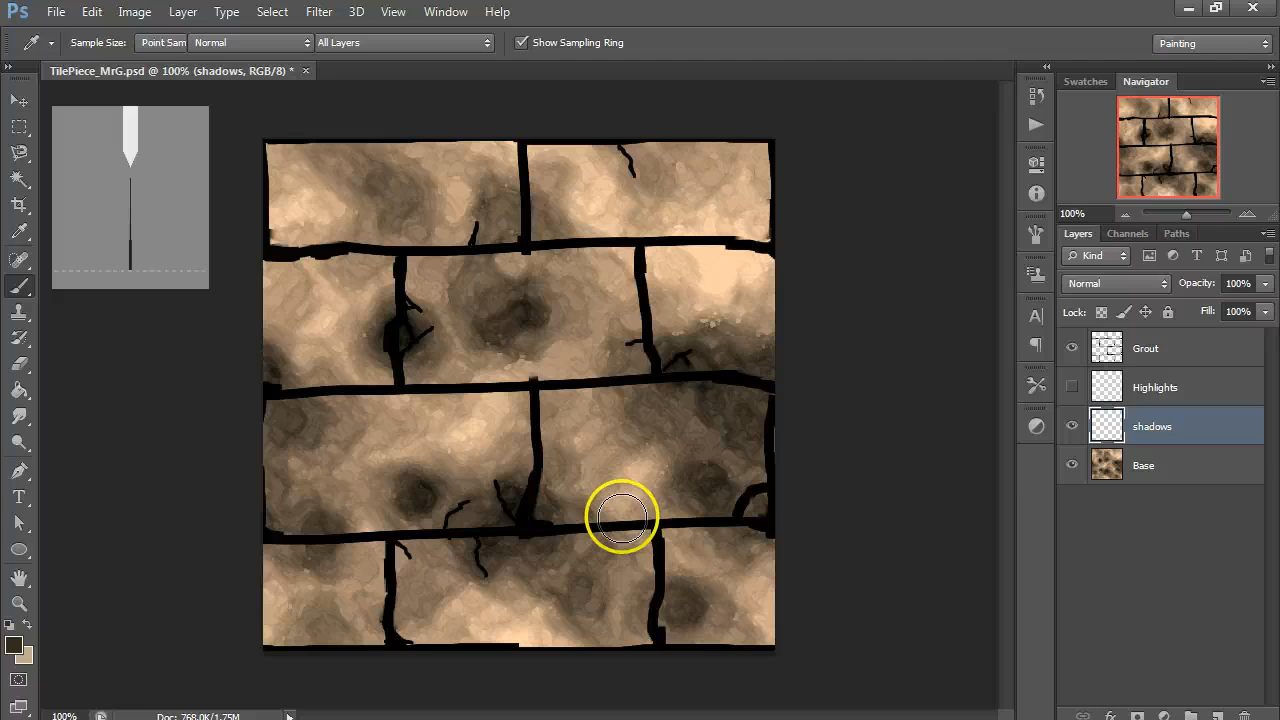 Ps File Edit Image Layer Type Select Filter 3D View Window Help
Sample Size: Point Sam Normal All Layers Show Sampling Ring Painting
TilePiece_MrG.psd @ 100% (shadows, RGB/8) * ×
Swatches Navigator
100%
Layers Channels Paths
Kind
Normal Opacity: 100%
Lock: Fill: 100%
Grout
Highlights
shadows
Base
100% Doc: 768.0K/1.75M